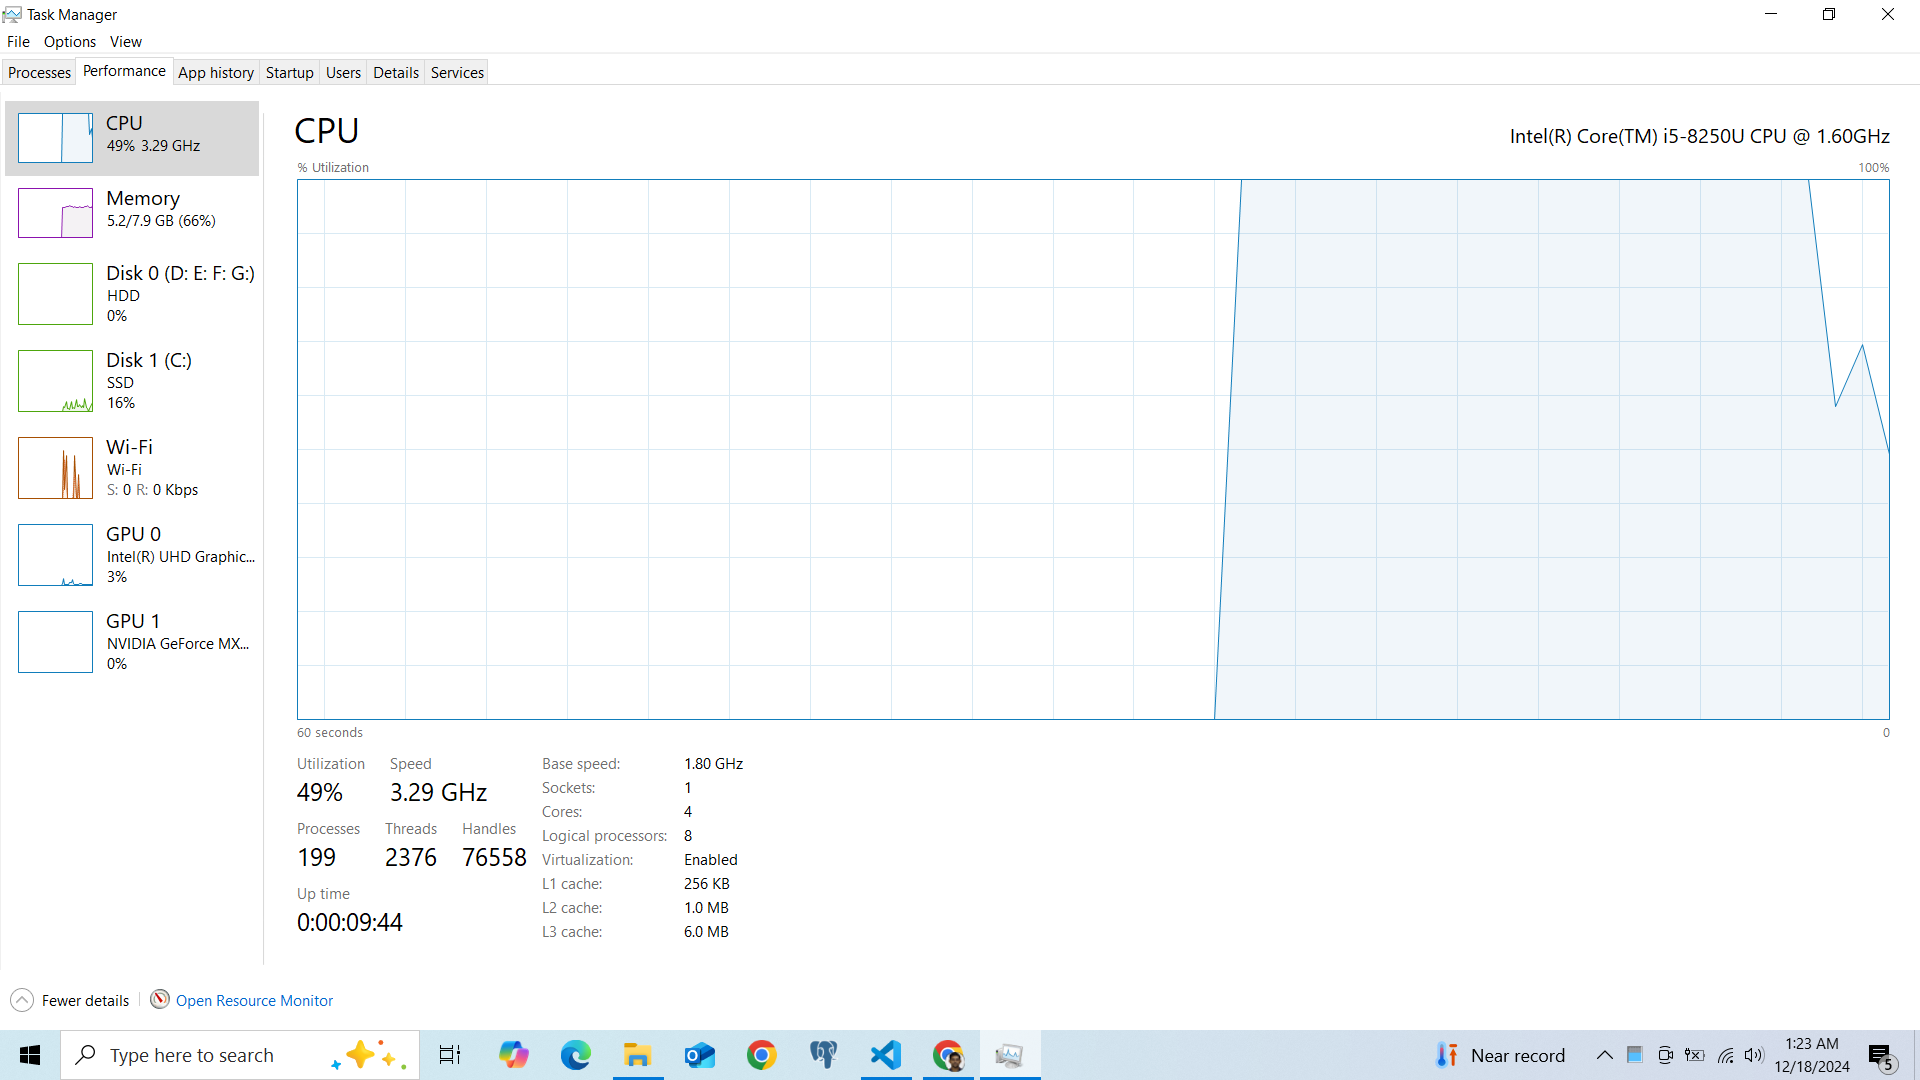 Task Manager
File Options View
Processes Performance App history Startup Users Details Services
CPU
49% 3.29 GHz
Memory
5.2/7.9 GB (66%)
Disk 0 (D: E: F: G:)
HDD
0%
Disk 1 (C:)
SSD
16%
Wi-Fi
Wi-Fi
S: 0 R: 0 Kbps
GPU 0
Intel(R) UHD Graphic...
3%
GPU 1
NVIDIA GeForce MX...
0%
CPU
Intel(R) Core(TM) i5-8250U CPU @ 1.60GHz
% Utilization 100%
60 seconds 0
Utilization Speed
49% 3.29 GHz
Processes Threads Handles
199 2376 76558
Up time
0:00:09:44
Base speed: 1.80 GHz
Sockets: 1
Cores: 4
Logical processors: 8
Virtualization: Enabled
L1 cache: 256 KB
L2 cache: 1.0 MB
L3 cache: 6.0 MB
Fewer details Open Resource Monitor
Type here to search
Near record
1:23 AM
12/18/2024
5